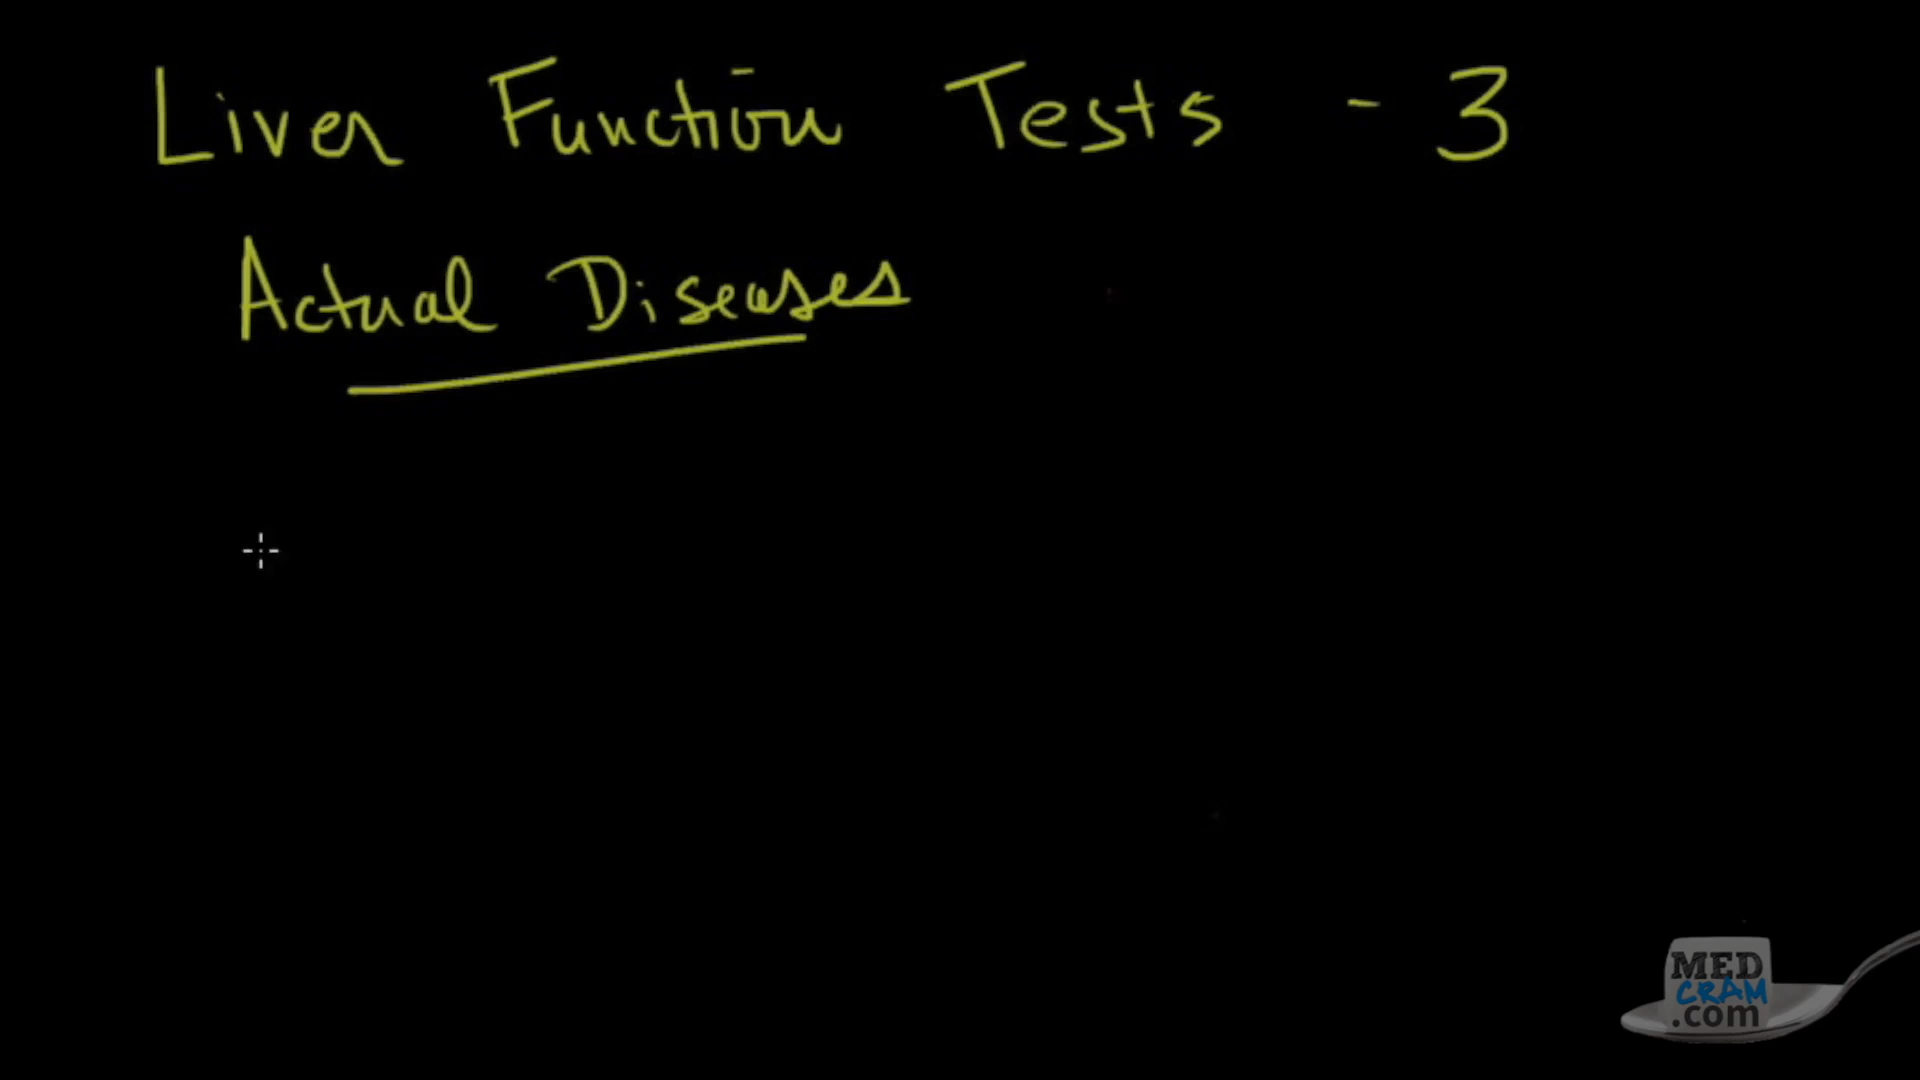 Liver Function Tests - 3
Actual Diseases
MED
CRAM
.com